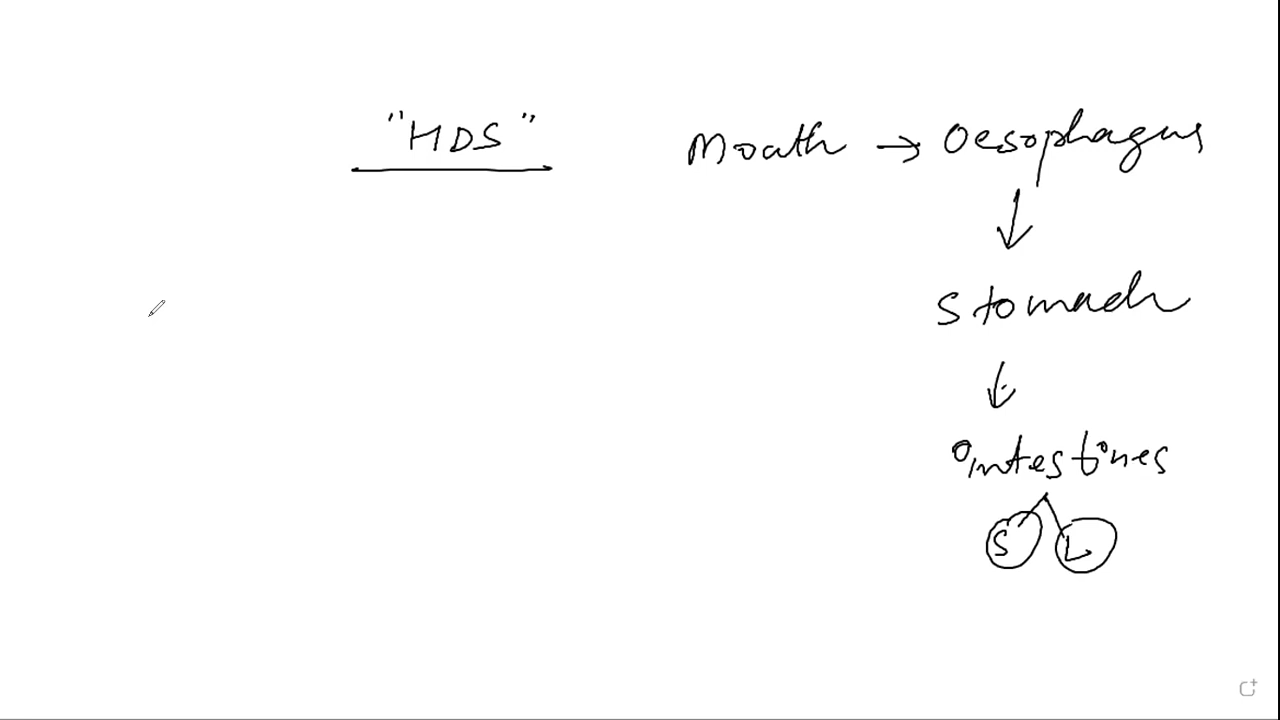 "HDS"
Mouth → Oesophagus
↓
Stomach
↓
intestines
S L